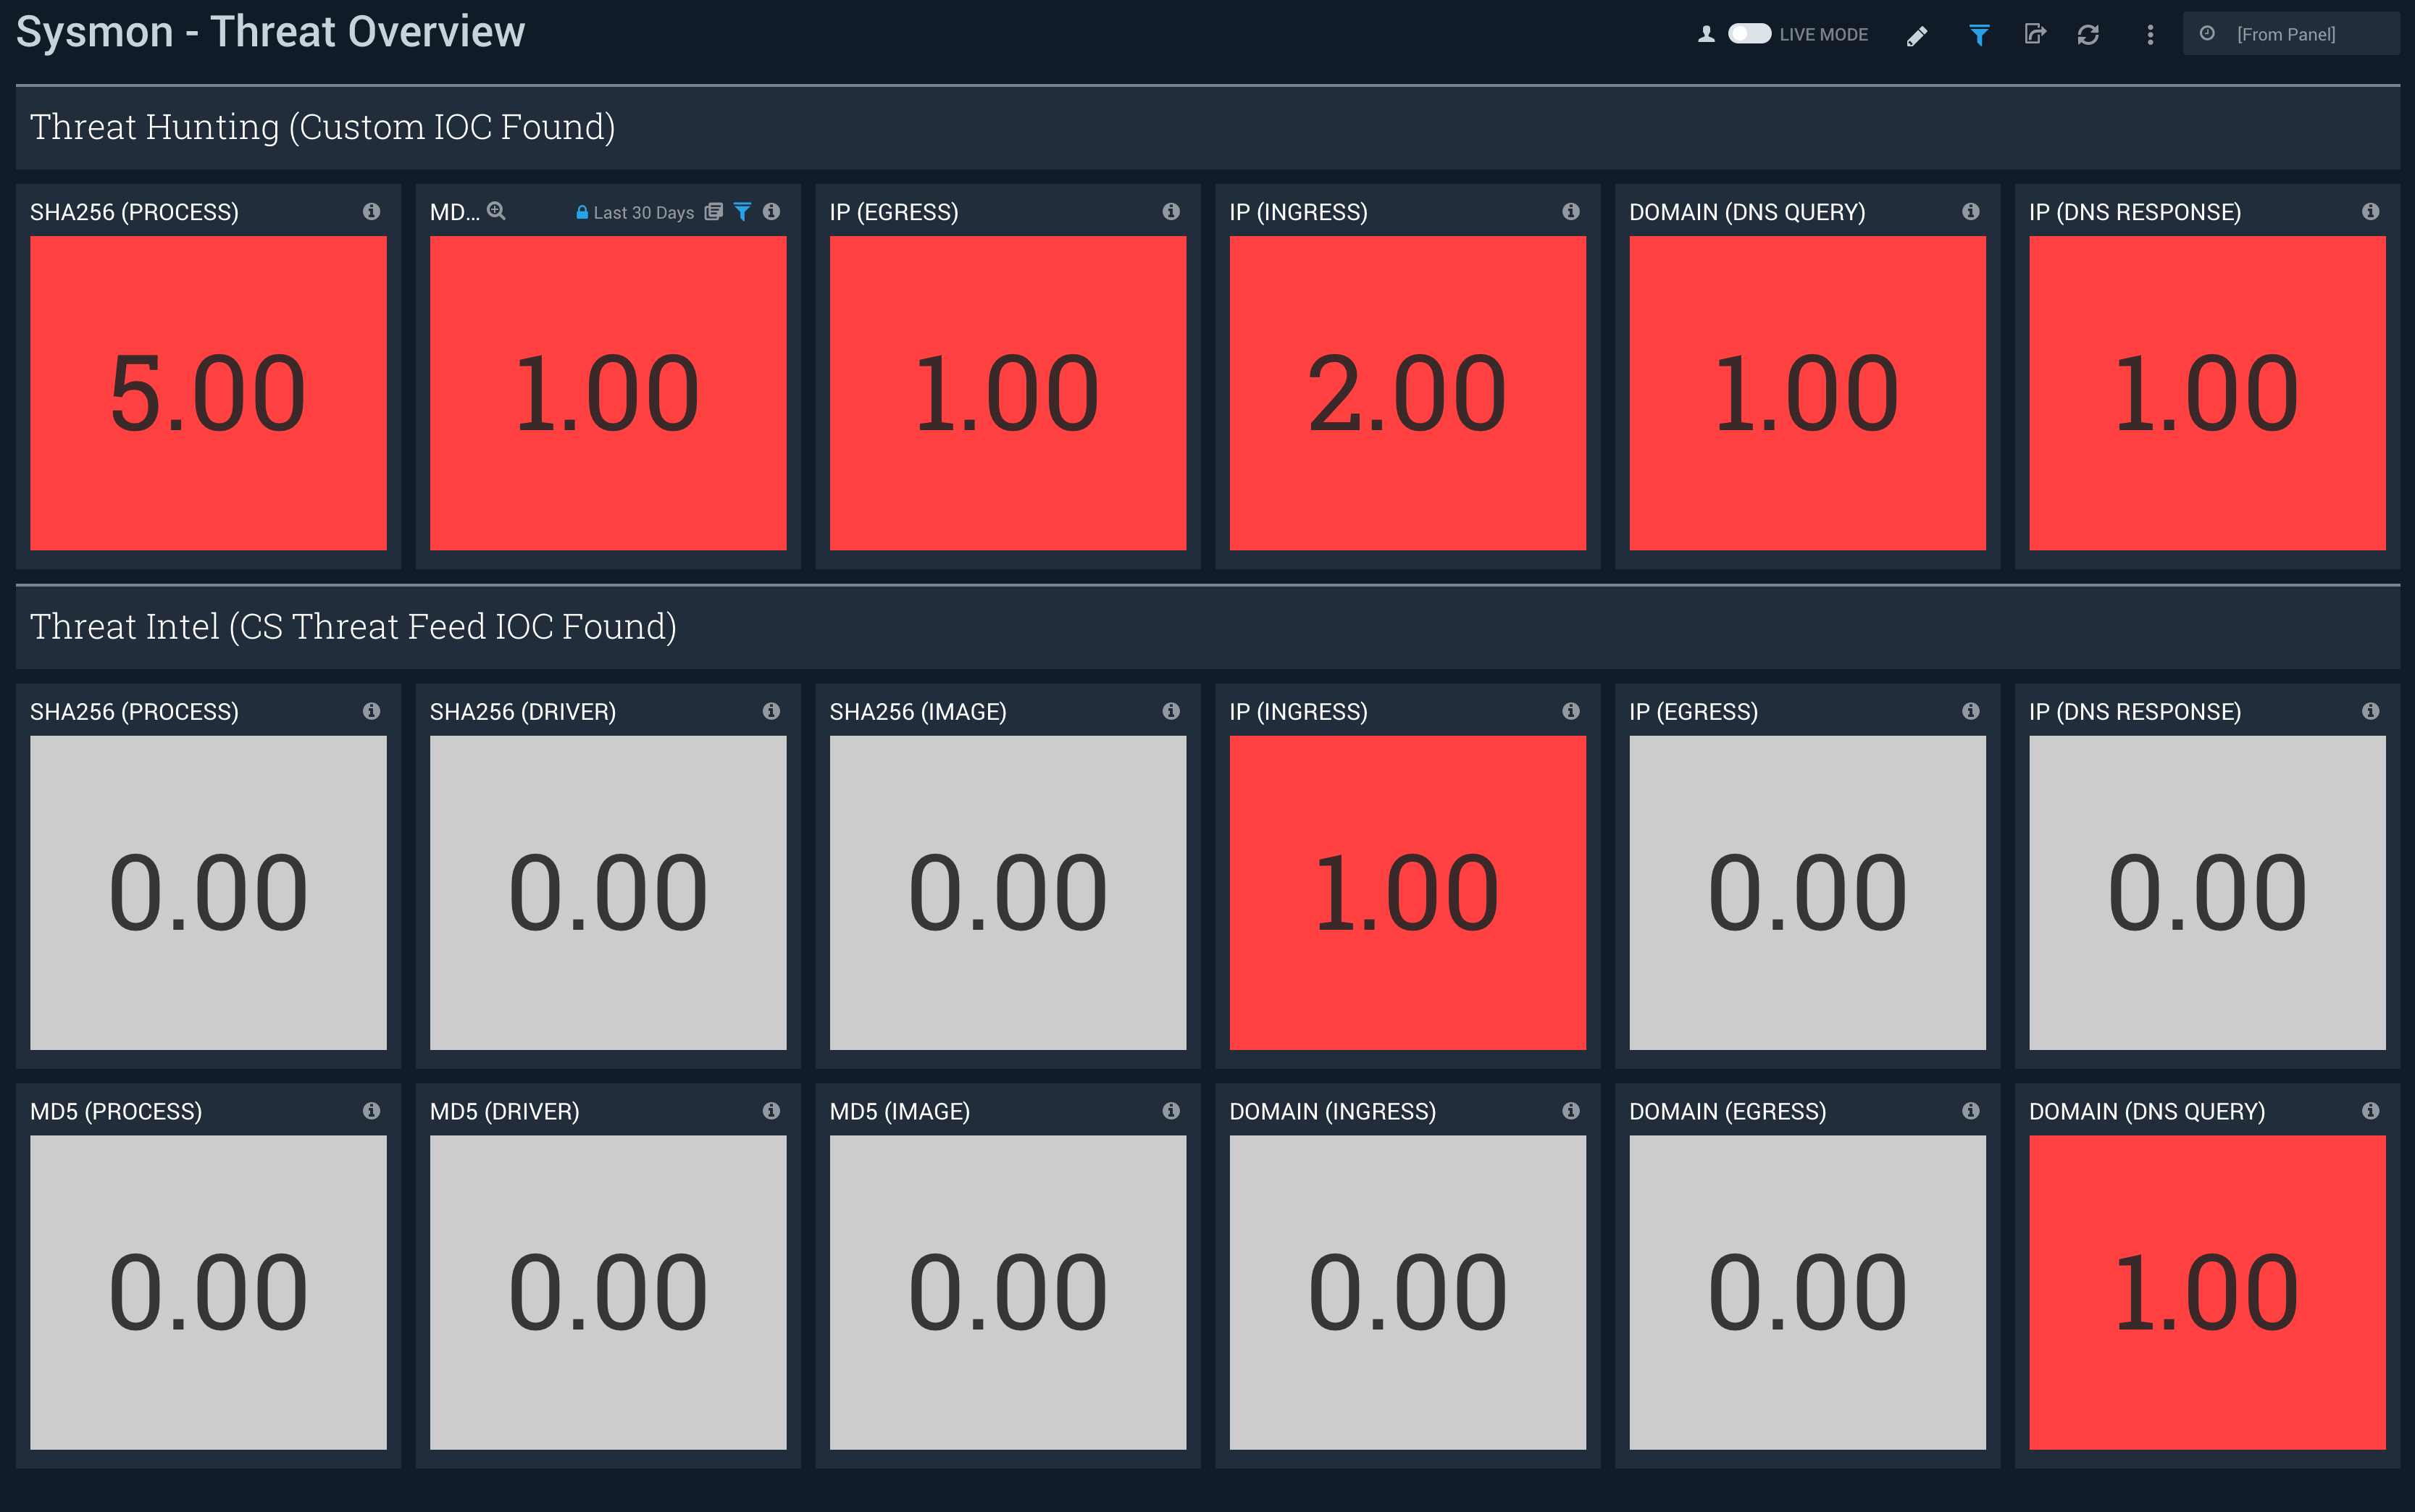 Sysmon - Threat Overview
LIVE MODE
[From Panel]
Threat Hunting (Custom IOC Found)
SHA256 (PROCESS)
MD...
Last 30 Days
IP (EGRESS)
IP (INGRESS)
DOMAIN (DNS QUERY)
IP (DNS RESPONSE)
5.00
1.00
1.00
2.00
1.00
1.00
Threat Intel (CS Threat Feed IOC Found)
SHA256 (PROCESS)
SHA256 (DRIVER)
SHA256 (IMAGE)
IP (INGRESS)
IP (EGRESS)
IP (DNS RESPONSE)
0.00
0.00
0.00
1.00
0.00
0.00
MD5 (PROCESS)
MD5 (DRIVER)
MD5 (IMAGE)
DOMAIN (INGRESS)
DOMAIN (EGRESS)
DOMAIN (DNS QUERY)
0.00
0.00
0.00
0.00
0.00
1.00